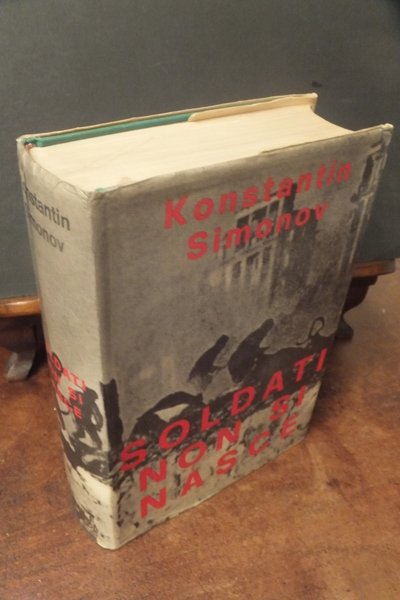 Konstantin
Simonov
SOLDATI
NON SI
NASCE